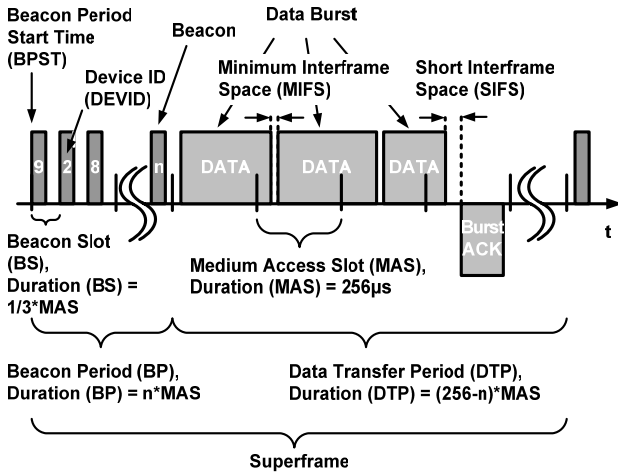 Beacon Period
Start Time
(BPST)
Data Burst
Beacon
Device ID
(DEVID)
Minimum Interframe
Space (MIFS)
Short Interframe
Space (SIFS)
9 2 8 n DATA DATA DATA
Burst
ACK
t
Beacon Slot
(BS),
Duration (BS) =
1/3*MAS
Medium Access Slot (MAS),
Duration (MAS) = 256µs
Beacon Period (BP),
Duration (BP) = n*MAS
Data Transfer Period (DTP),
Duration (DTP) = (256-n)*MAS
Superframe